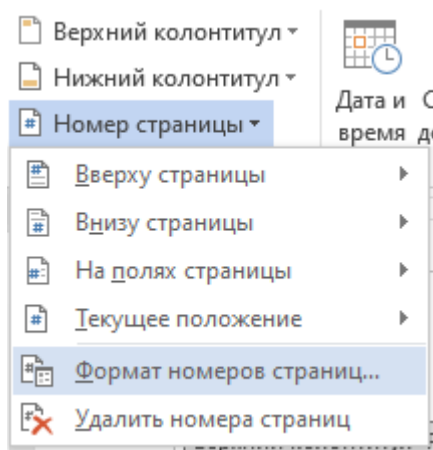 Верхний колонтитул
Нижний колонтитул
Номер страницы
Дата и
время
Вверху страницы
Внизу страницы
На полях страницы
Текущее положение
Формат номеров страниц...
Удалить номера страниц